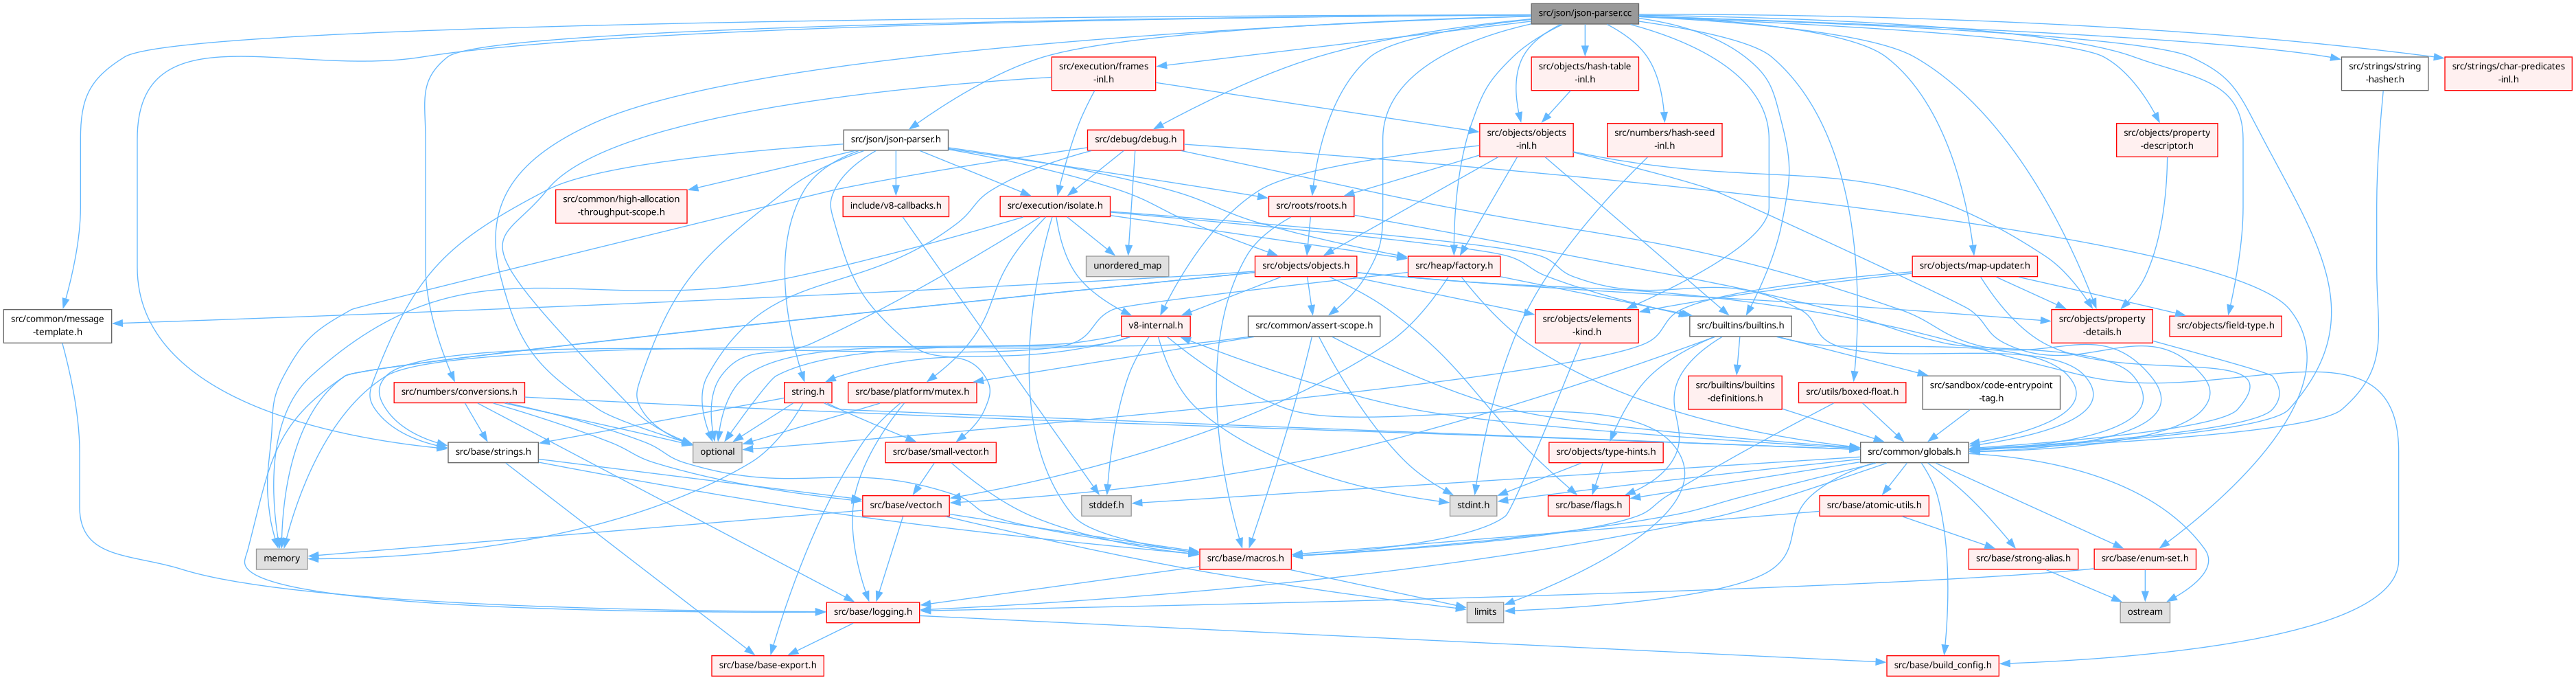 src/json/json-parser.cc
src/execution/frames
-inl.h
src/objects/hash-table
-inl.h
src/strings/string
-hasher.h
src/strings/char-predicates
-inl.h
src/json/json-parser.h
src/debug/debug.h
src/objects/objects
-inl.h
src/numbers/hash-seed
-inl.h
src/objects/property
-descriptor.h
src/common/high-allocation
-throughput-scope.h
include/v8-callbacks.h
src/execution/isolate.h
src/roots/roots.h
unordered_map
src/objects/objects.h
src/heap/factory.h
src/objects/map-updater.h
src/common/message
-template.h
v8-internal.h
src/common/assert-scope.h
src/objects/elements
-kind.h
src/builtins/builtins.h
src/objects/property
-details.h
src/objects/field-type.h
src/numbers/conversions.h
string.h
src/base/platform/mutex.h
src/builtins/builtins
-definitions.h
src/utils/boxed-float.h
src/sandbox/code-entrypoint
-tag.h
src/base/strings.h
optional
src/base/small-vector.h
src/objects/type-hints.h
src/common/globals.h
src/base/vector.h
stddef.h
stdint.h
src/base/flags.h
src/base/atomic-utils.h
memory
src/base/macros.h
src/base/strong-alias.h
src/base/enum-set.h
src/base/logging.h
limits
ostream
src/base/base-export.h
src/base/build_config.h